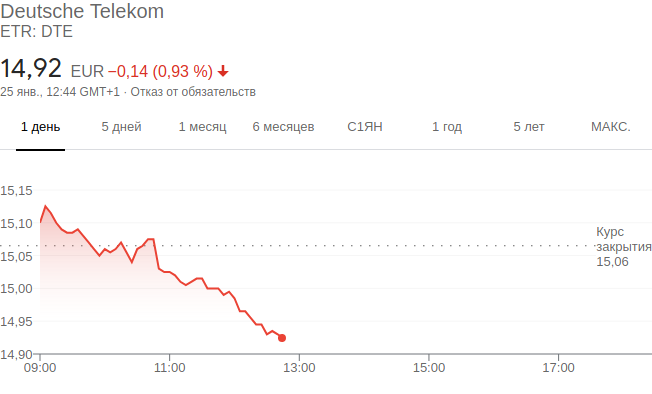 Deutsche Telekom
ETR: DTE
14,92 EUR −0,14 (0,93 %)
25 янв., 12:44 GMT+1 · Отказ от обязательств
1 день 5 дней 1 месяц 6 месяцев С1ЯН 1 год 5 лет МАКС.
15,15
15,10
15,05
15,00
14,95
14,90
Курс
закрытия
15,06
09:00 11:00 13:00 15:00 17:00